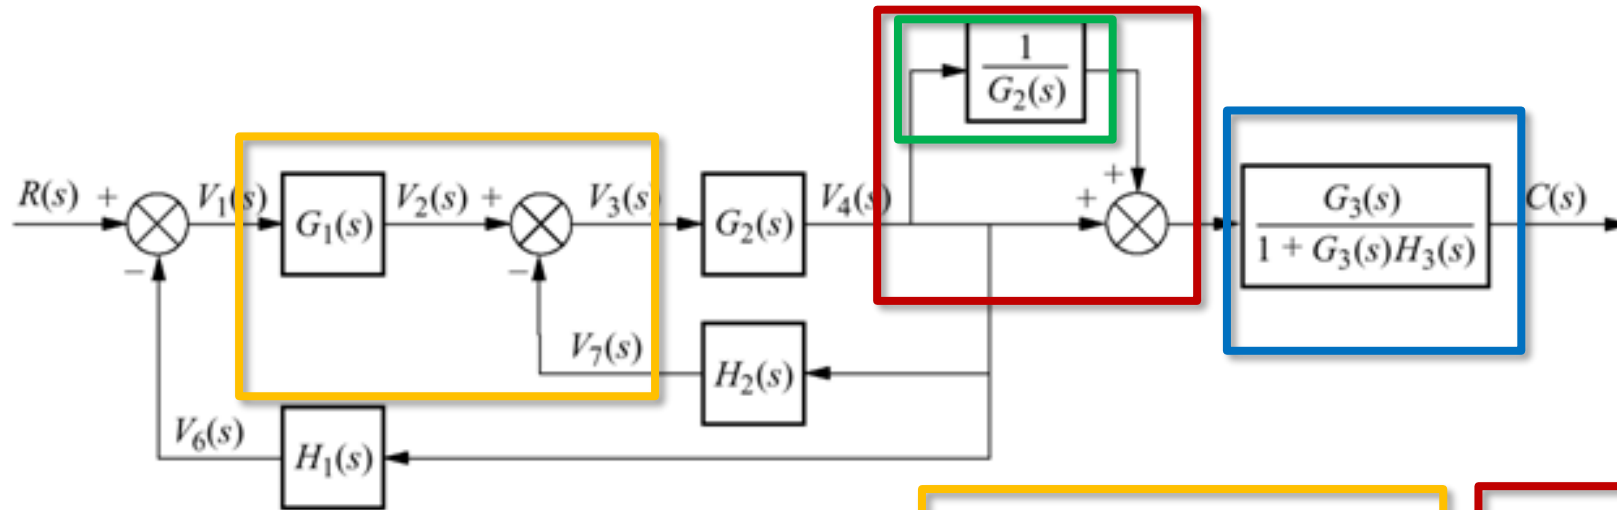 1
G₂(s)
R(s) + V₁(s) G₁(s) V₂(s) + V₃(s) G₂(s) V₄(s) + + G₃(s) C(s)
1 + G₃(s)H₃(s)
− −
V₇(s) H₂(s)
V₆(s) H₁(s)